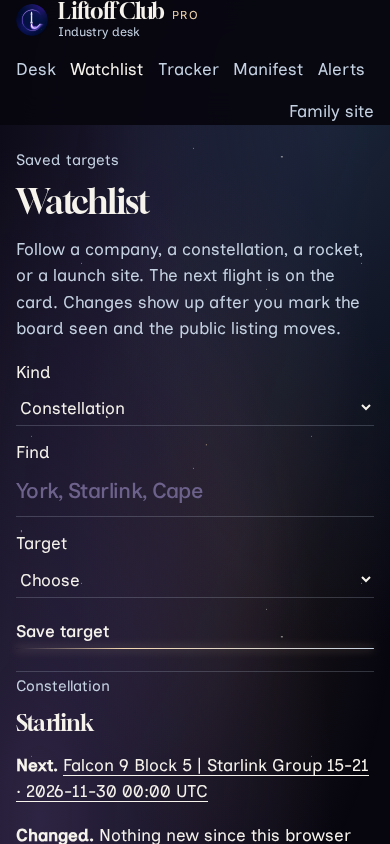 Liftoff Club PRO
Industry desk
Desk Watchlist Tracker Manifest Alerts
Family site
Saved targets
Watchlist
Follow a company, a constellation, a rocket,
or a launch site. The next flight is on the
card. Changes show up after you mark the
board seen and the public listing moves.
Kind
Constellation
Find
York, Starlink, Cape
Target
Choose
Save target
Constellation
Starlink
Next. Falcon 9 Block 5 | Starlink Group 15-21
· 2026-11-30 00:00 UTC
Changed. Nothing new since this browser